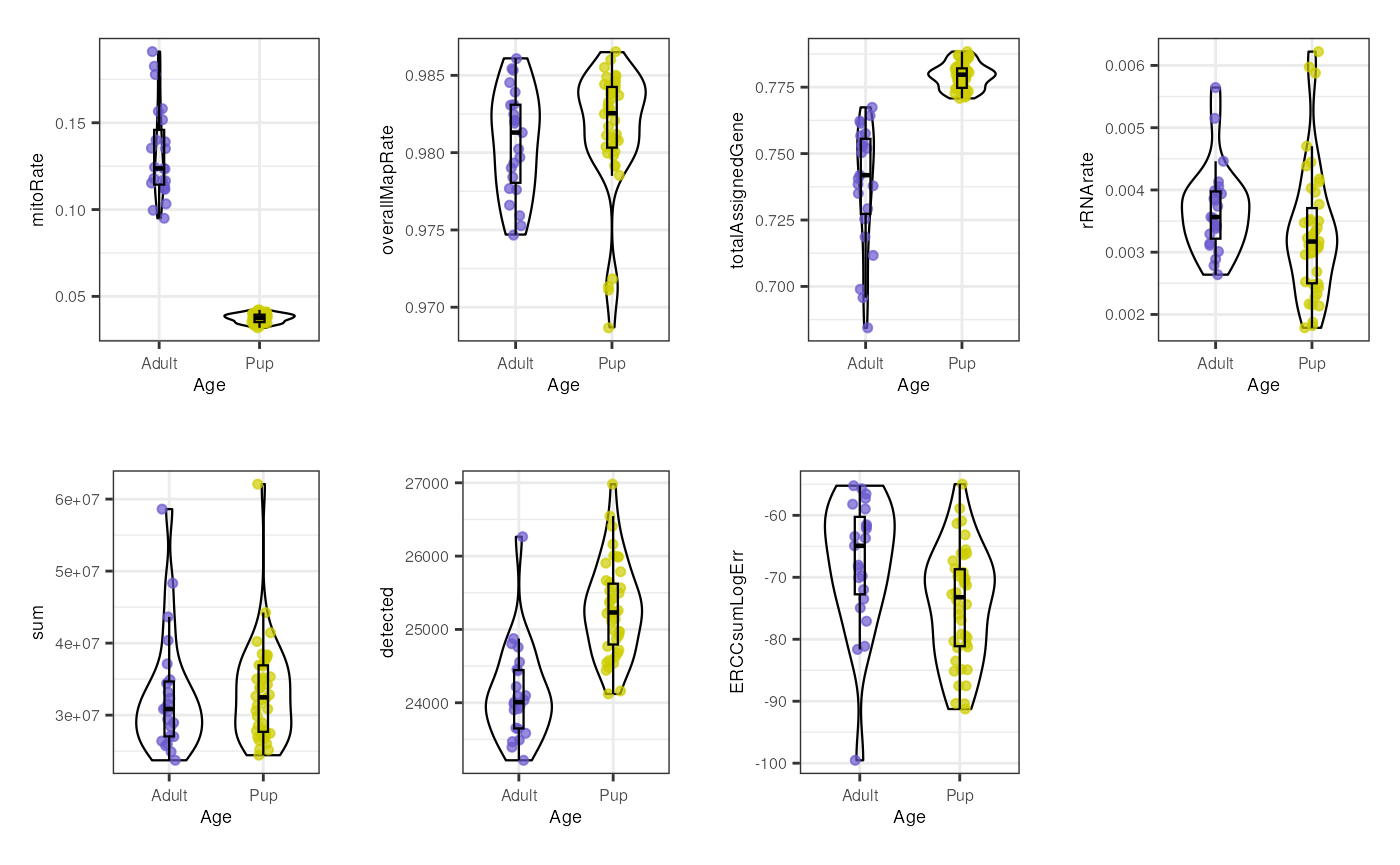 mitoRate
0.15
0.10
0.05
Adult Pup
Age
overallMapRate
0.985
0.980
0.975
0.970
Adult Pup
Age
totalAssignedGene
0.775
0.750
0.725
0.700
Adult Pup
Age
rRNArate
0.006
0.005
0.004
0.003
0.002
Adult Pup
Age
sum
6e+07
5e+07
4e+07
3e+07
Adult Pup
Age
detected
27000
26000
25000
24000
Adult Pup
Age
ERCCsumLogErr
-60
-70
-80
-90
-100
Adult Pup
Age